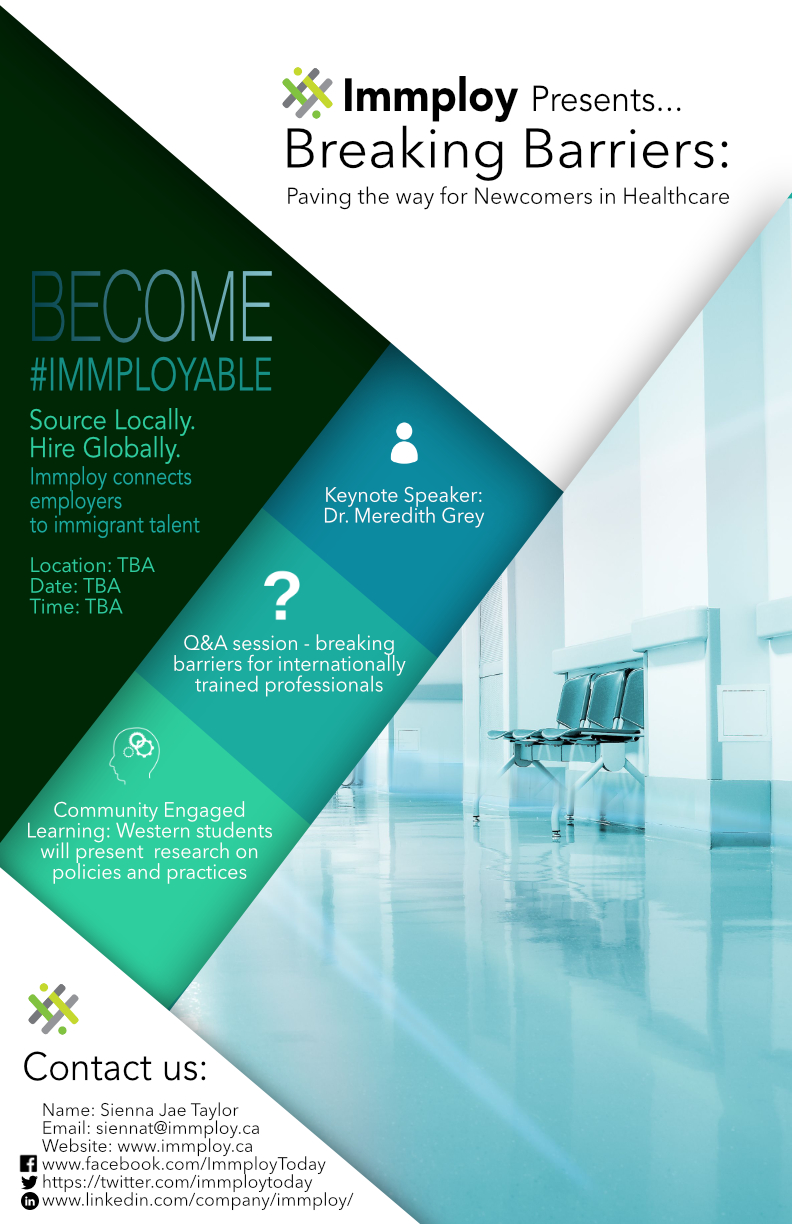 Immploy Presents...
Breaking Barriers:
Paving the way for Newcomers in Healthcare
BECOME
#IMMPLOYABLE
Source Locally.
Hire Globally.
Immploy connects
employers
to immigrant talent
Location: TBA
Date: TBA
Time: TBA
Keynote Speaker:
Dr. Meredith Grey
?
Q&A session - breaking
barriers for internationally
trained professionals
Community Engaged
Learning: Western students
will present  research on
policies and practices
Contact us:
Name: Sienna Jae Taylor
Email: siennat@immploy.ca
Website: www.immploy.ca
www.facebook.com/ImmployToday
https://twitter.com/immploytoday
in www.linkedin.com/company/immploy/